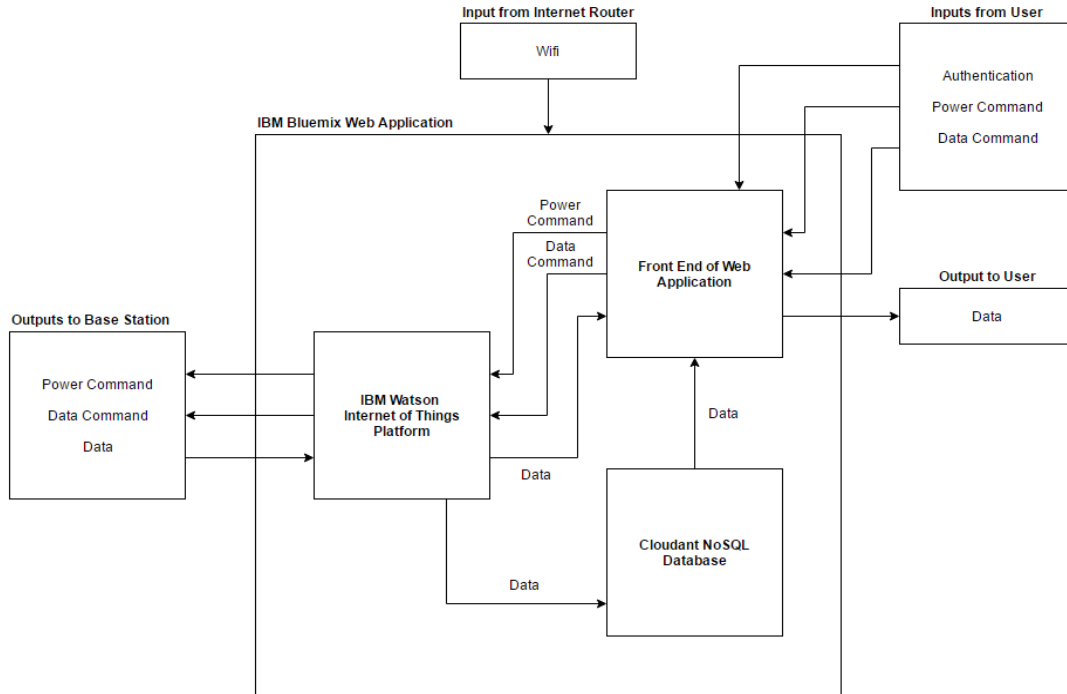 Input from Internet Router
Wifi
Inputs from User
Authentication
Power Command
Data Command
IBM Bluemix Web Application
Power
Command
Data
Command
Front End of Web
Application
Output to User
Data
Outputs to Base Station
Power Command
Data Command
Data
IBM Watson
Internet of Things
Platform
Data
Data
Cloudant NoSQL
Database
Data